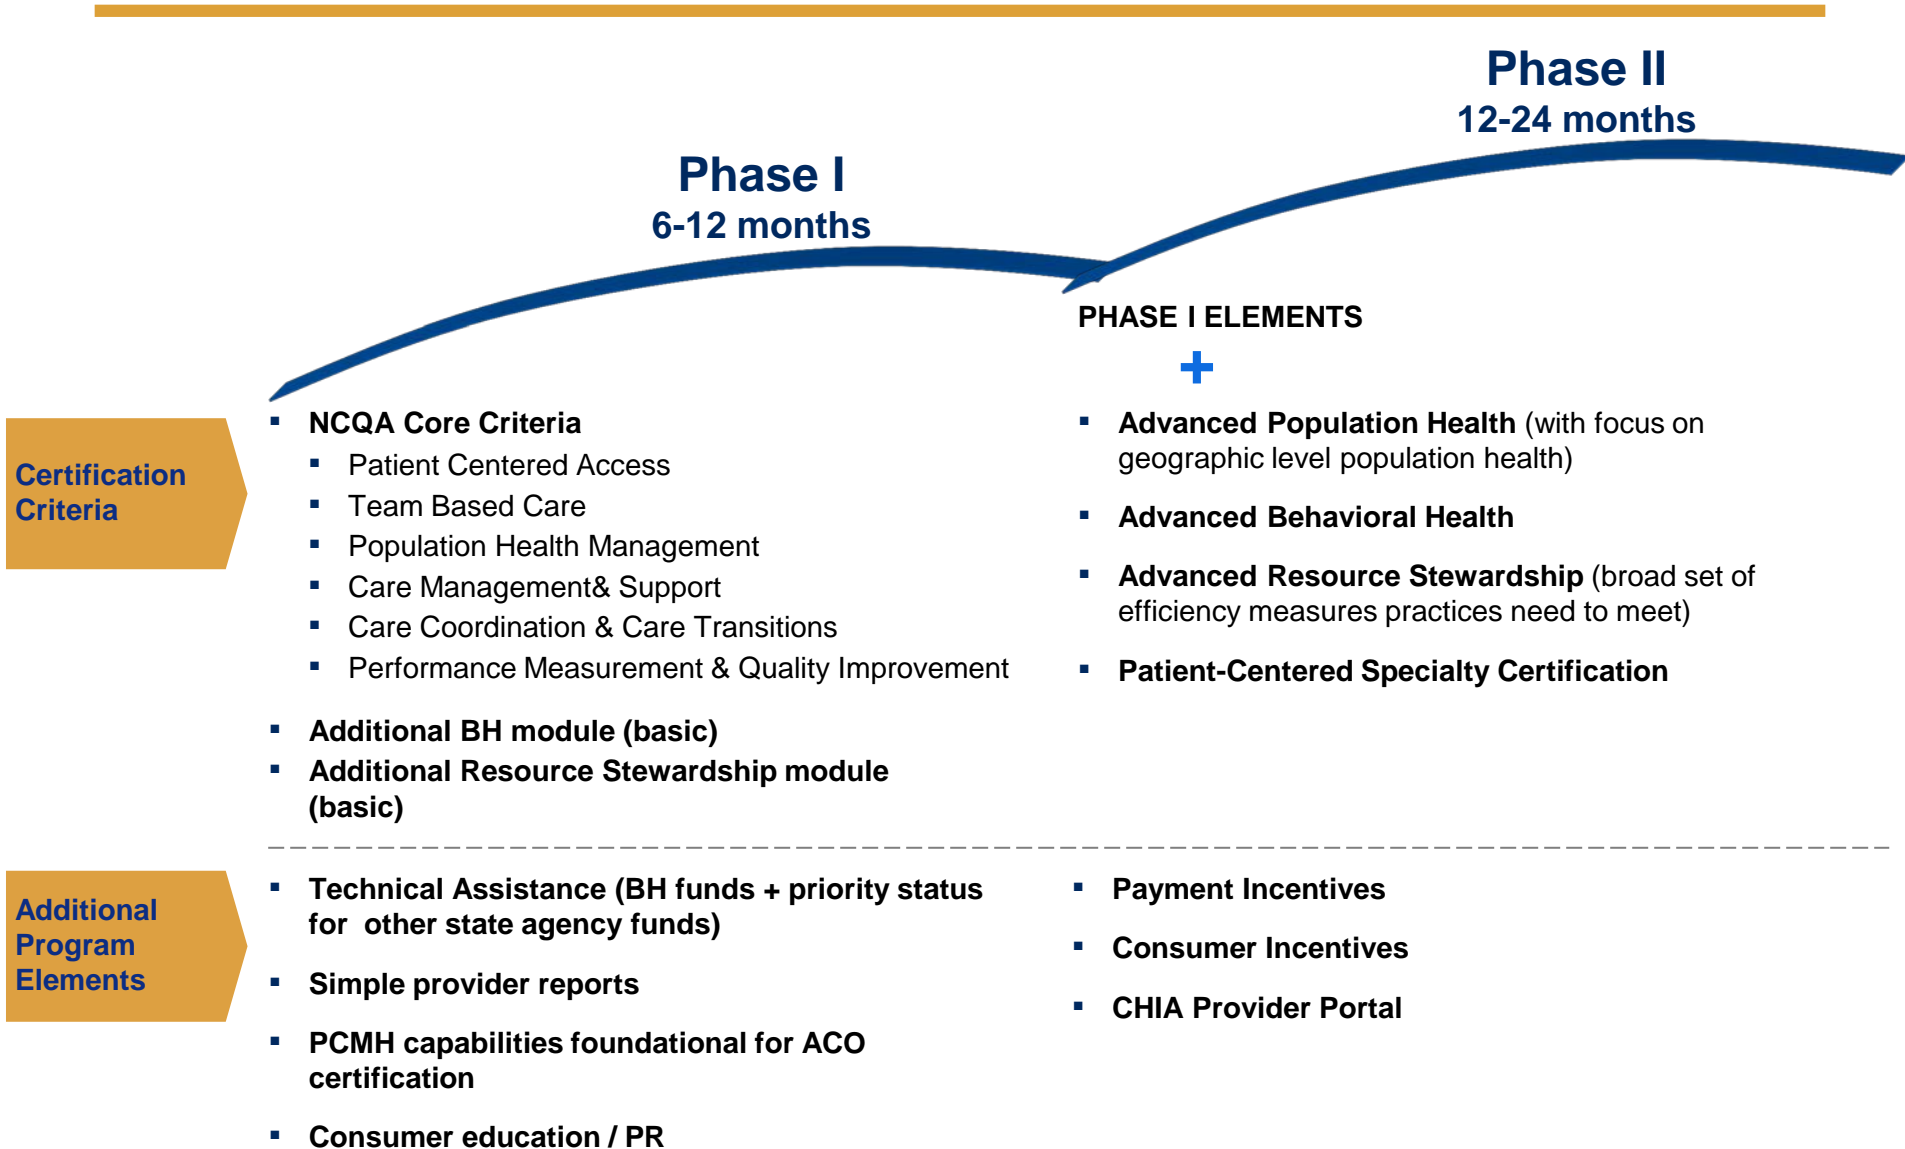 Phase II
12-24 months
Phase I
6-12 months
PHASE I ELEMENTS
+
Certification
Criteria
▪ NCQA Core Criteria
▪ Patient Centered Access
▪ Team Based Care
▪ Population Health Management
▪ Care Management& Support
▪ Care Coordination & Care Transitions
▪ Performance Measurement & Quality Improvement
▪ Additional BH module (basic)
▪ Additional Resource Stewardship module
(basic)
▪ Advanced Population Health (with focus on
geographic level population health)
▪ Advanced Behavioral Health
▪ Advanced Resource Stewardship (broad set of
efficiency measures practices need to meet)
▪ Patient-Centered Specialty Certification
Additional
Program
Elements
▪ Technical Assistance (BH funds + priority status
for other state agency funds)
▪ Simple provider reports
▪ PCMH capabilities foundational for ACO
certification
▪ Consumer education / PR
▪ Payment Incentives
▪ Consumer Incentives
▪ CHIA Provider Portal